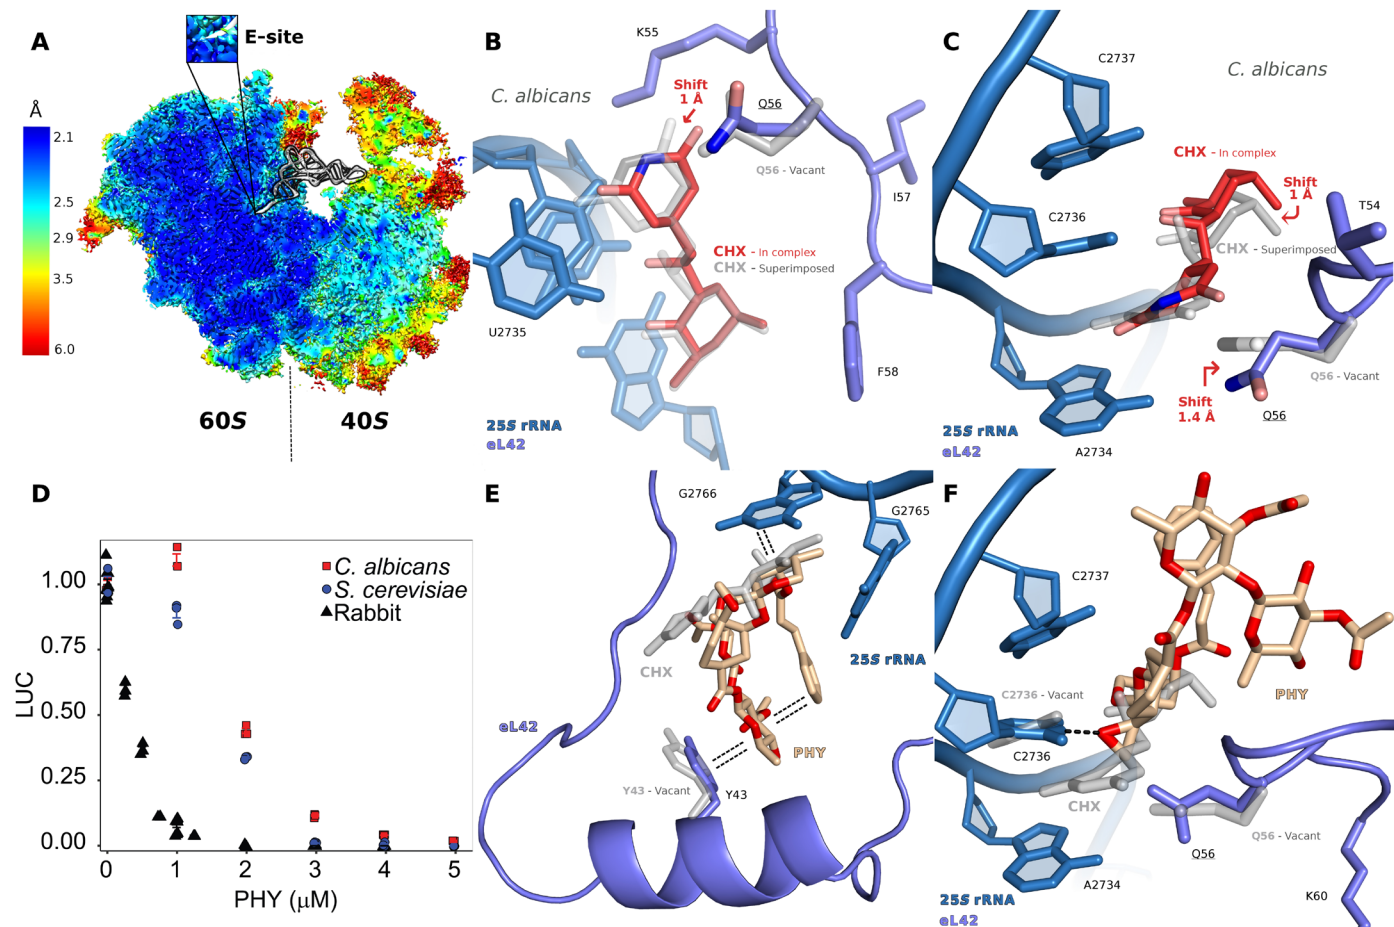 A
E-site
Å
2.1
2.5
2.9
3.5
6.0
60S
40S
B
C. albicans
K55
Shift
1 Å
Q56
Q56 - Vacant
I57
CHX - In complex
CHX - Superimposed
U2735
F58
25S rRNA
eL42
C
C. albicans
C2737
CHX - In complex
Shift
1 Å
T54
C2736
CHX - Superimposed
Q56 - Vacant
Shift
1.4 Å
Q56
25S rRNA
eL42
A2734
D
C. albicans
S. cerevisiae
Rabbit
1.00
0.75
0.50
0.25
0.00
LUC
0 1 2 3 4 5
PHY (μM)
E
G2766
G2765
25S rRNA
CHX
eL42
PHY
Y43 - Vacant
Y43
F
C2737
C2736 - Vacant
PHY
C2736
CHX
Q56 - Vacant
Q56
A2734
K60
25S rRNA
eL42